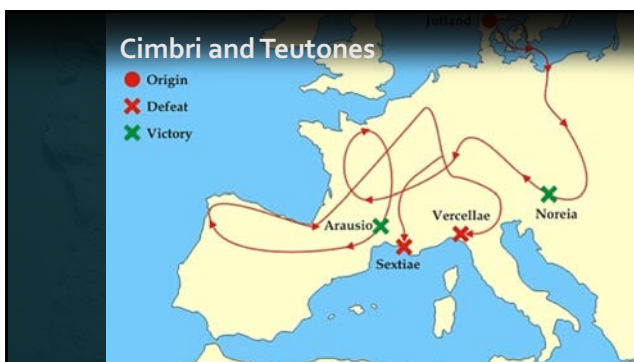 Jutland
Cimbri and Teutones
Origin
Defeat
Victory
Arausio
Vercellae
Noreia
Sextiae